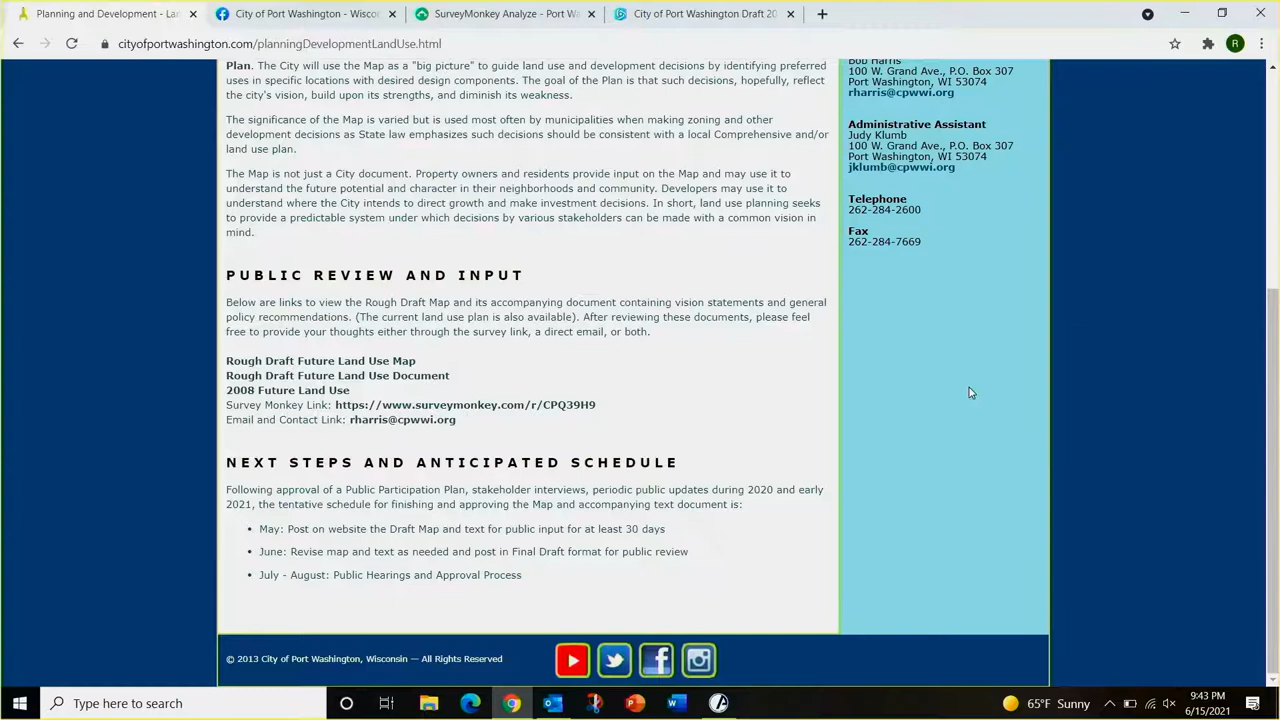 Planning and Development - Lan
City of Port Washington - Wiscon
SurveyMonkey Analyze - Port Wa
City of Port Washington Draft 20
cityofportwashington.com/planningDevelopmentLandUse.html
R
Plan. The City will use the Map as a "big picture" to guide land use and development decisions by identifying preferred
uses in specific locations with desired design components. The goal of the Plan is that such decisions, hopefully, reflect
the city's vision, build upon its strengths, and diminish its weakness.
The significance of the Map is varied but is used most often by municipalities when making zoning and other
development decisions as State law emphasizes such decisions should be consistent with a local Comprehensive and/or
land use plan.
The Map is not just a City document. Property owners and residents provide input on the Map and may use it to
understand the future potential and character in their neighborhoods and community. Developers may use it to
understand where the City intends to direct growth and make investment decisions. In short, land use planning seeks
to provide a predictable system under which decisions by various stakeholders can be made with a common vision in
mind.
PUBLIC REVIEW AND INPUT
Below are links to view the Rough Draft Map and its accompanying document containing vision statements and general
policy recommendations. (The current land use plan is also available). After reviewing these documents, please feel
free to provide your thoughts either through the survey link, a direct email, or both.
Rough Draft Future Land Use Map
Rough Draft Future Land Use Document
2008 Future Land Use
Survey Monkey Link: https://www.surveymonkey.com/r/CPQ39H9
Email and Contact Link: rharris@cpwwi.org
NEXT STEPS AND ANTICIPATED SCHEDULE
Following approval of a Public Participation Plan, stakeholder interviews, periodic public updates during 2020 and early
2021, the tentative schedule for finishing and approving the Map and accompanying text document is:
• May: Post on website the Draft Map and text for public input for at least 30 days
• June: Revise map and text as needed and post in Final Draft format for public review
• July - August: Public Hearings and Approval Process
Bob Harris
100 W. Grand Ave., P.O. Box 307
Port Washington, WI 53074
rharris@cpwwi.org
Administrative Assistant
Judy Klumb
100 W. Grand Ave., P.O. Box 307
Port Washington, WI 53074
jklumb@cpwwi.org
Telephone
262-284-2600
Fax
262-284-7669
© 2013 City of Port Washington, Wisconsin — All Rights Reserved
Type here to search
65°F Sunny
9:43 PM
6/15/2021